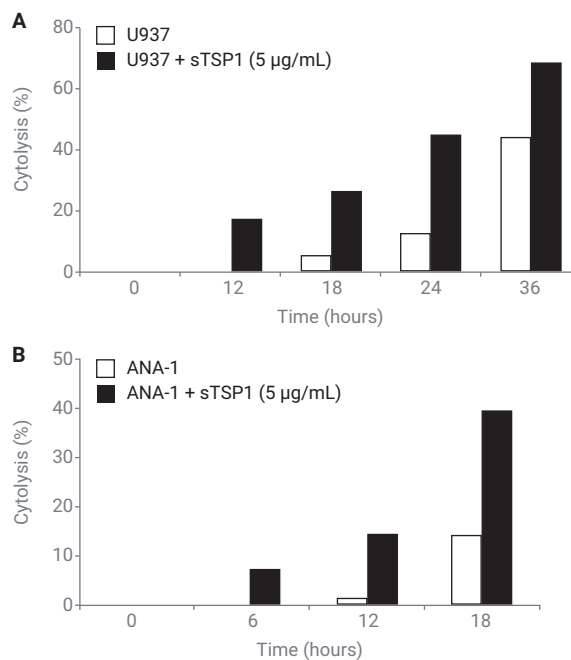 A
U937
U937 + sTSP1 (5 µg/mL)
Cytolysis (%)
80
60
40
20
0
0 12 18 24 36
Time (hours)
B
ANA-1
ANA-1 + sTSP1 (5 µg/mL)
Cytolysis (%)
50
40
30
20
10
0
0 6 12 18
Time (hours)